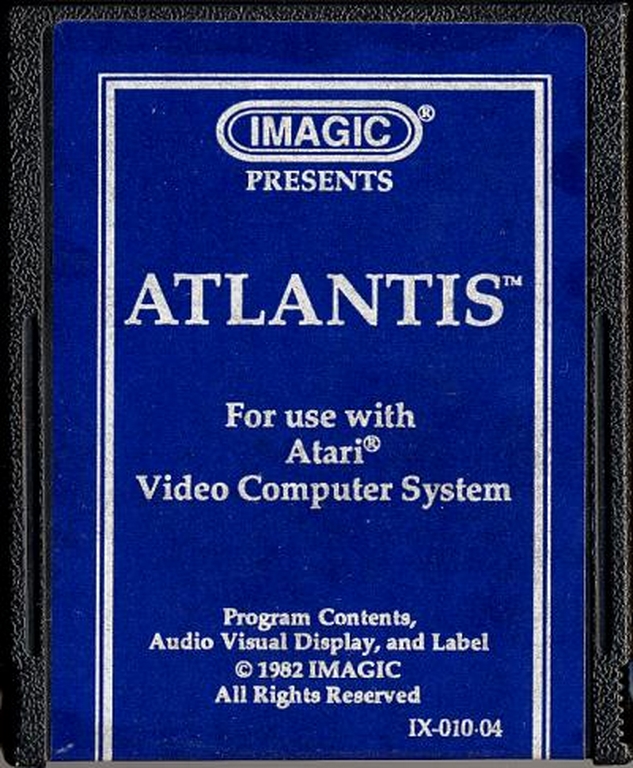 IMAGIC®
PRESENTS
ATLANTIS™
For use with
Atari®
Video Computer System
Program Contents,
Audio Visual Display, and Label
© 1982 IMAGIC
All Rights Reserved
IX-010-04